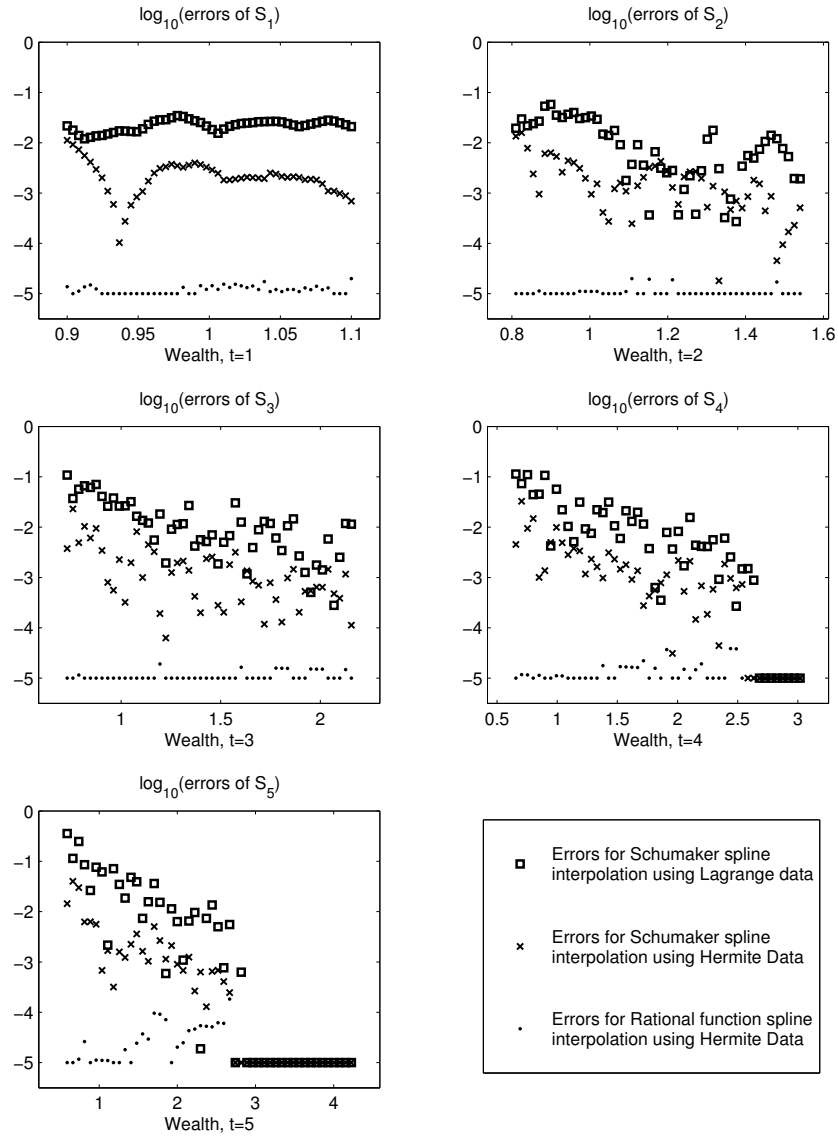 log10(errors of S1)
0
−1
−2
−3
−4
−5
0.9 0.95 1 1.05 1.1
Wealth, t=1
log10(errors of S2)
0
−1
−2
−3
−4
−5
0.8 1 1.2 1.4 1.6
Wealth, t=2
log10(errors of S3)
0
−1
−2
−3
−4
−5
1 1.5 2
Wealth, t=3
log10(errors of S4)
0
−1
−2
−3
−4
−5
0.5 1 1.5 2 2.5 3
Wealth, t=4
log10(errors of S5)
0
−1
−2
−3
−4
−5
1 2 3 4
Wealth, t=5
Errors for Schumaker spline
interpolation using Lagrange data
Errors for Schumaker spline
interpolation using Hermite Data
Errors for Rational function spline
interpolation using Hermite Data